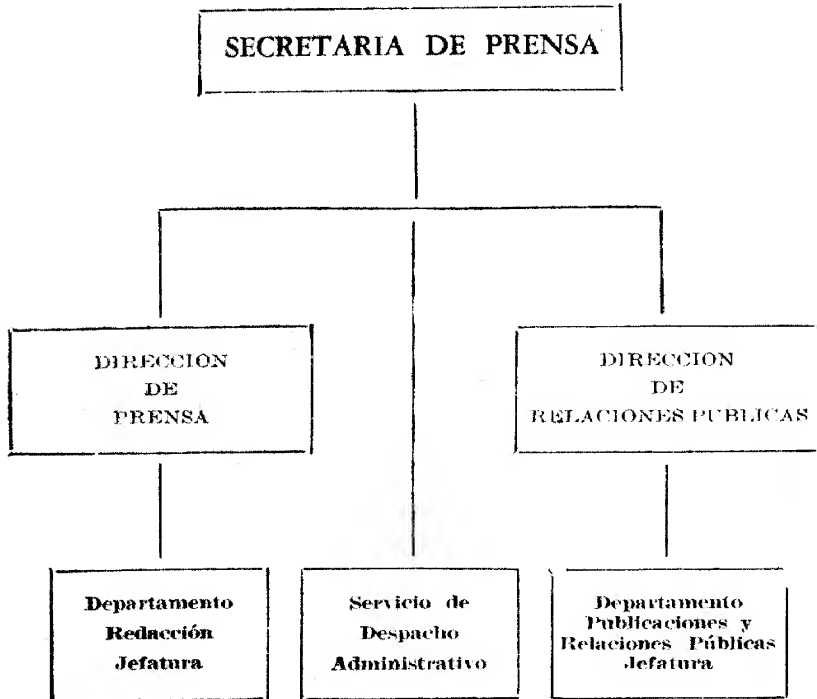 SECRETARIA DE PRENSA
DIRECCION
DE
PRENSA
DIRECCION
DE
RELACIONES PUBLICAS
Departamento
Redacción
Jefatura
Servicio de
Despacho
Administrativo
Departamento
Publicaciones y
Relaciones Públicas
Jefatura